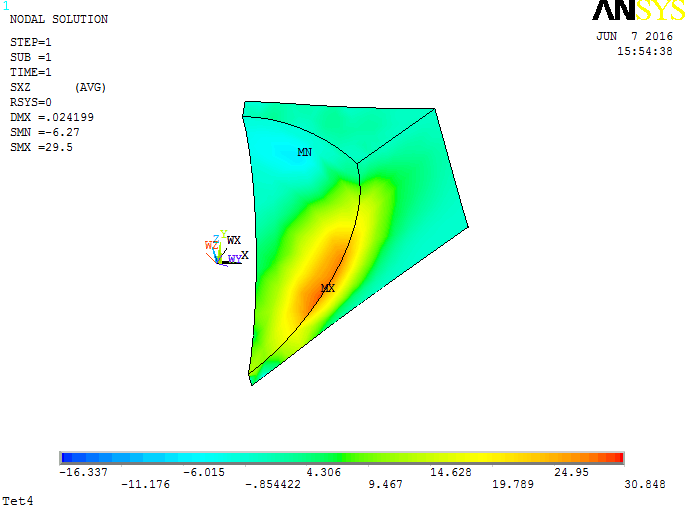 1
NODAL SOLUTION
STEP=1
SUB =1
TIME=1
SXZ (AVG)
RSYS=0
DMX =.024199
SMN =-6.27
SMX =29.5
ANSYS
JUN 7 2016
15:54:38
MN
Y
Z WX
WZ
X
WY
MX
-16.337 -6.015 4.306 14.628 24.95
-11.176 -.854422 9.467 19.789 30.848
Tet4